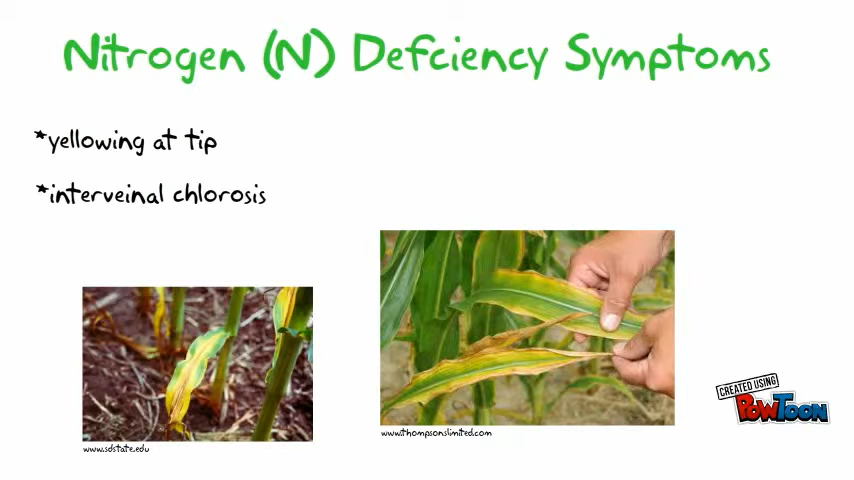 Nitrogen (N) Defciency Symptoms
*yellowing at tip
*interveinal chlorosis
www.sdstate.edu
www.thompsonslimited.com
CREATED USING
POWTOON